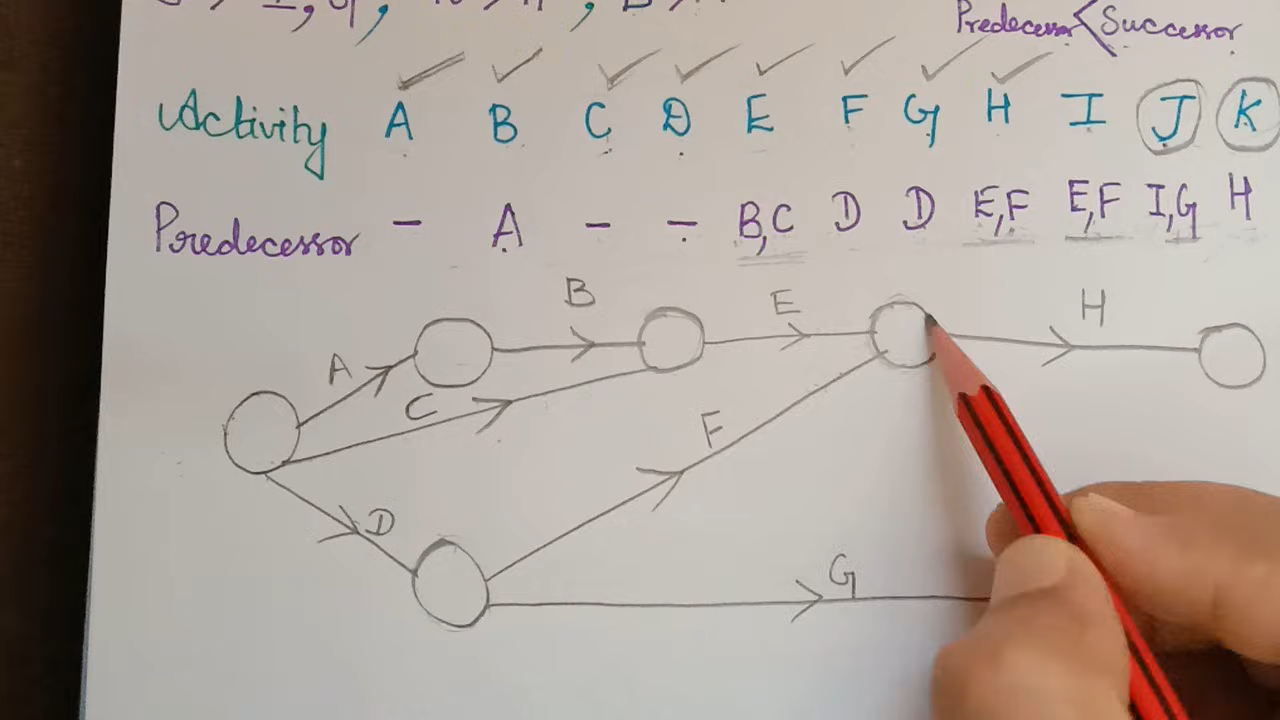 Predecessor < Successor
Activity A B C D E F G H I J K
Predecessor - A - - B,C D D E,F E,F I,G H
B E H
A
C
F
D
G